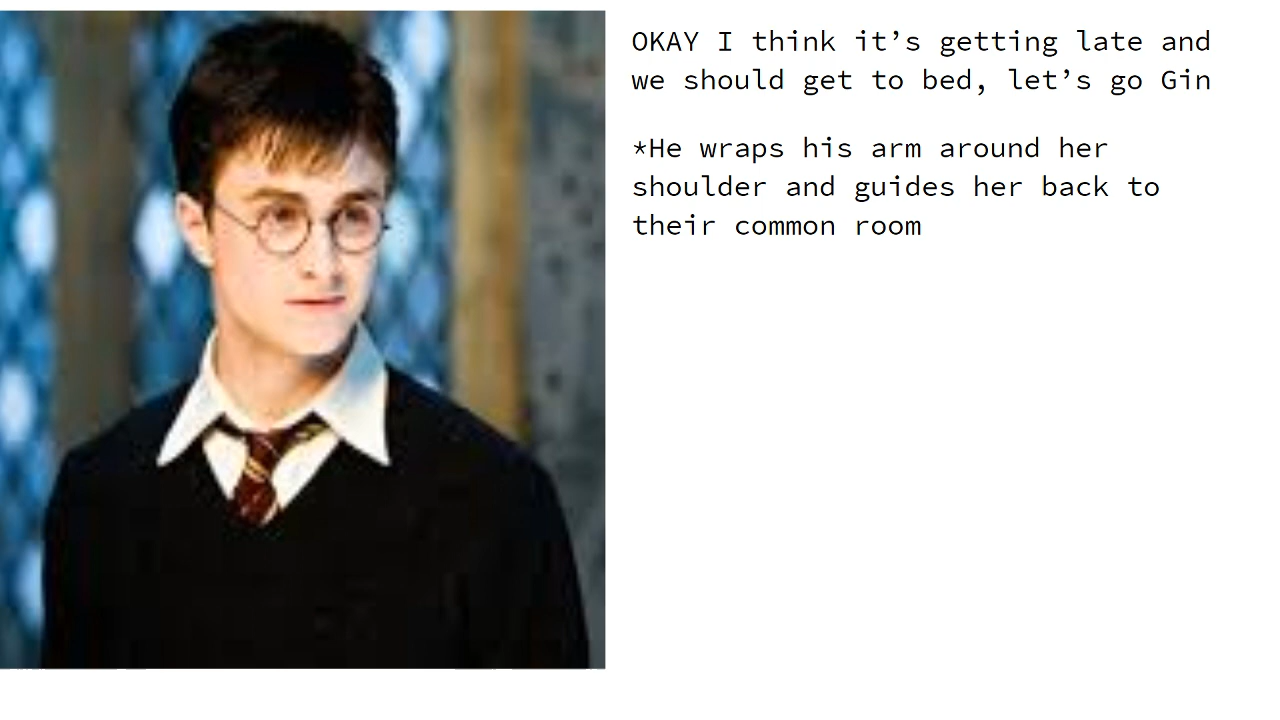 OKAY I think it’s getting late and
we should get to bed, let’s go Gin
*He wraps his arm around her
shoulder and guides her back to
their common room